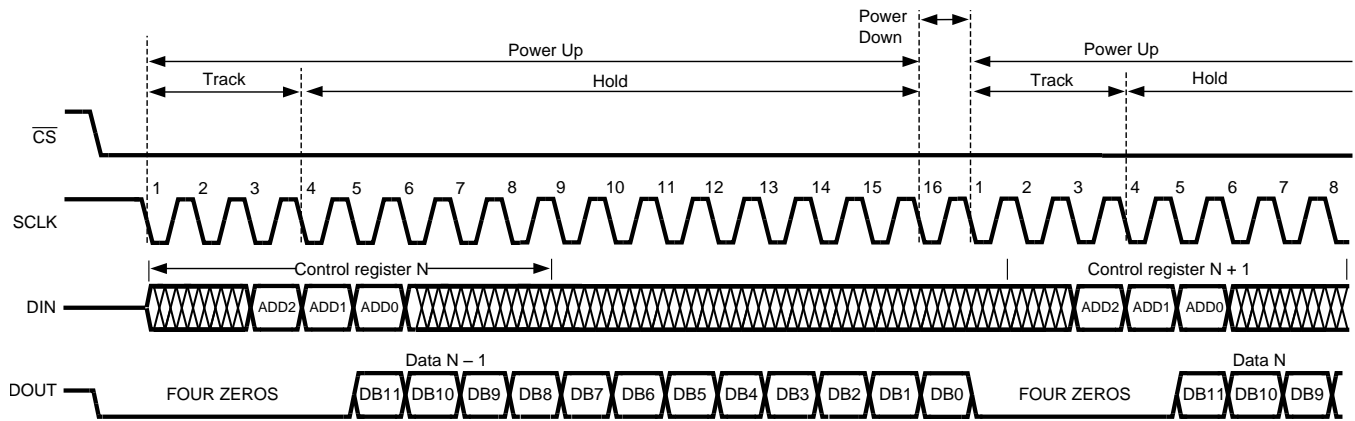 Power
Down
Power Up
Power Up
Track
Hold
Track
Hold
CS
SCLK
1 2 3 4 5 6 7 8 9 10 11 12 13 14 15 16 1 2 3 4 5 6 7 8
Control register N
Control register N + 1
DIN
ADD2 ADD1 ADD0
ADD2 ADD1 ADD0
Data N – 1
Data N
DOUT
FOUR ZEROS
DB11 DB10 DB9 DB8 DB7 DB6 DB5 DB4 DB3 DB2 DB1 DB0
FOUR ZEROS
DB11 DB10 DB9